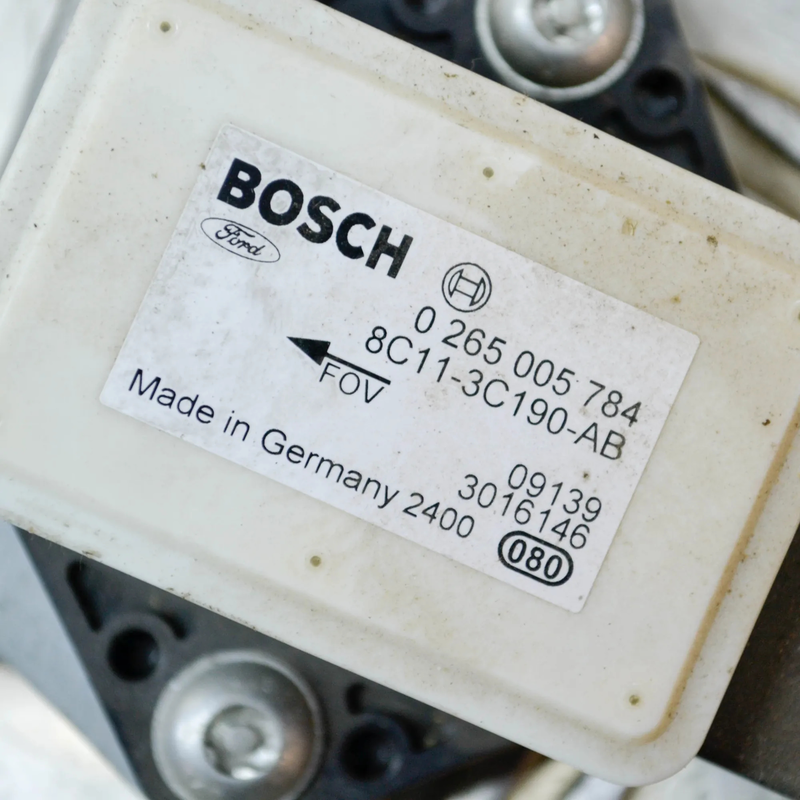 BOSCH
Ford
0 265 005 784
8C11-3C190-AB
FOV
09139
3016146
Made in Germany 2400
080